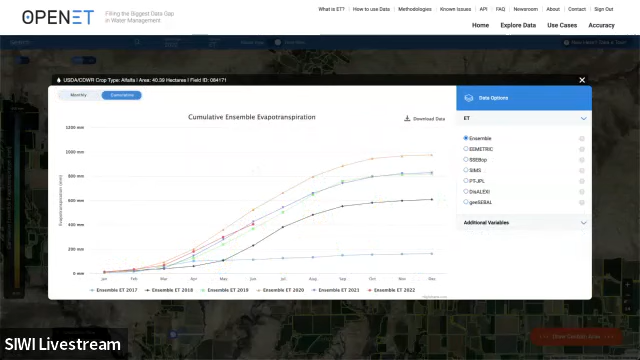 OPENET
Filling the Biggest Data Gap
in Water Management
What is ET? | How to use Data | Methodologies | Known Issues | API | FAQ | Newsroom | About | Contact | Sign Out
Home Explore Data Use Cases Accuracy
USDA/CDWR Crop Type: Alfalfa | Area: 40.39 Hectares | Field ID: 084171
Monthly Cumulative
Cumulative Ensemble Evapotranspiration
Download Data
1200 mm
1000 mm
800 mm
600 mm
400 mm
200 mm
0 mm
Evapotranspiration (mm)
Jan Feb Mar Apr May Jun Jul Aug Sep Oct Nov Dec
Ensemble ET 2017 Ensemble ET 2018 Ensemble ET 2019 Ensemble ET 2020 Ensemble ET 2021 Ensemble ET 2022
Data Options
ET
Ensemble
EEMETRIC
SSEBop
SIMS
PT-JPL
DisALEXI
geeSEBAL
Additional Variables
SIWI Livestream